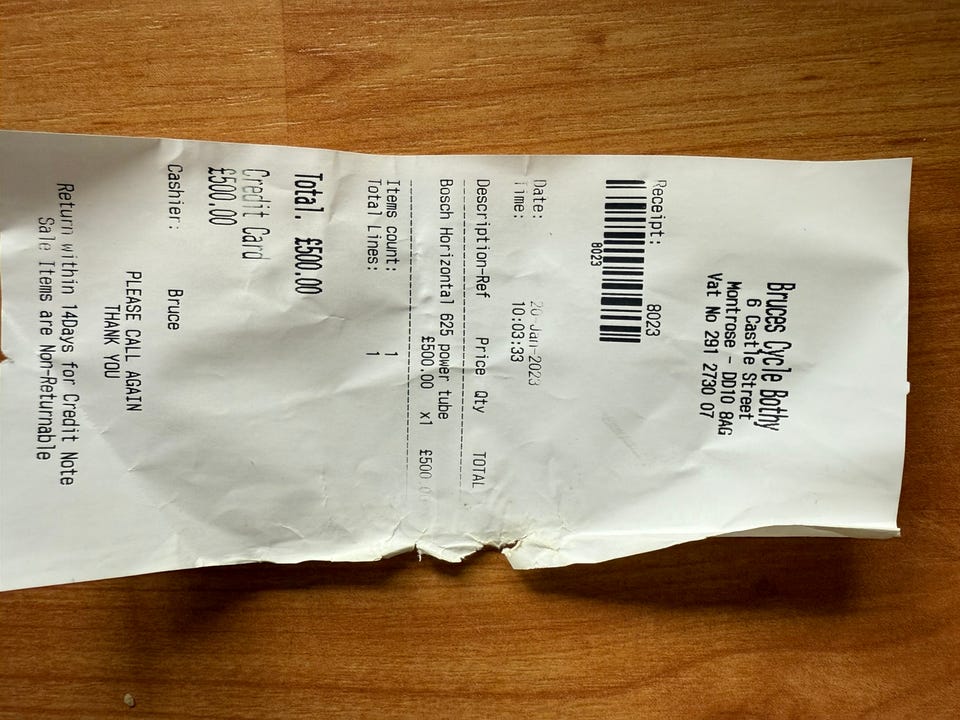 Bruces Cycle Bothy
6 Castle Street
Montrose - DD10 8AG
Vat No 291 2730 07
Receipt: 8023
8023
Date: 20-Jan-2023
Time: 10:03:33
Description-Ref Price Qty TOTAL
Bosch Horizontal 625 power tube
£500.00 x1 £500.00
Items count: 1
Total Lines: 1
Total. £500.00
Credit Card
£500.00
Cashier: Bruce
PLEASE CALL AGAIN
THANK YOU
Return within 14Days for Credit Note
Sale Items are Non-Returnable